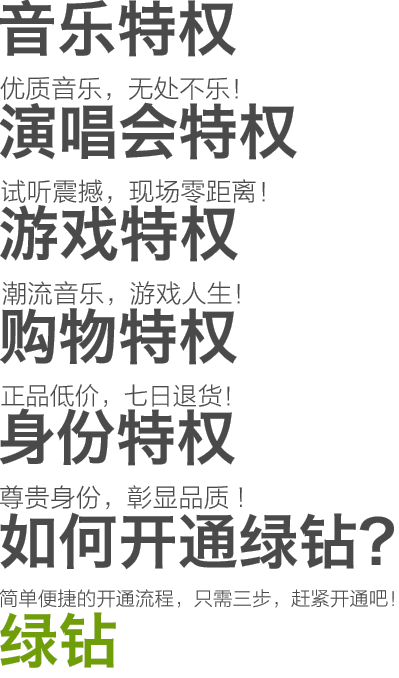 音乐特权
优质音乐，无处不乐！
演唱会特权
试听震撼，现场零距离！
游戏特权
潮流音乐，游戏人生！
购物特权
正品低价，七日退货！
身份特权
尊贵身份，彰显品质！
如何开通绿钻?
简单便捷的开通流程，只需三步，赶紧开通吧！
绿钻